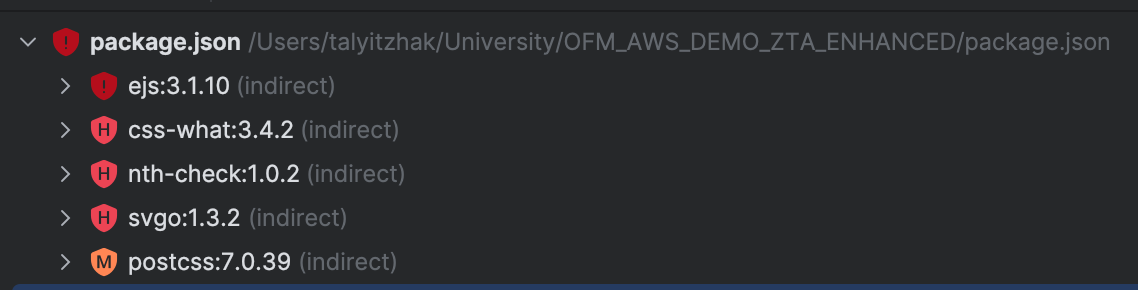 ! package.json /Users/talyitzhak/University/OFM_AWS_DEMO_ZTA_ENHANCED/package.json
! ejs:3.1.10 (indirect)
H css-what:3.4.2 (indirect)
H nth-check:1.0.2 (indirect)
H svgo:1.3.2 (indirect)
M postcss:7.0.39 (indirect)